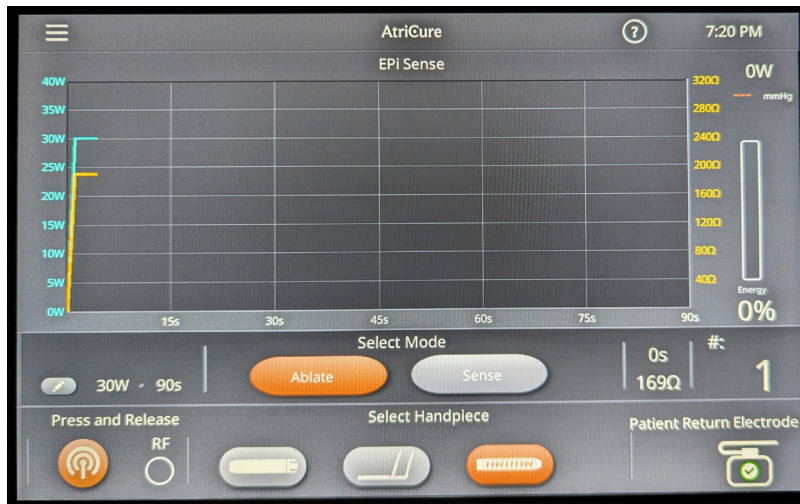 AtriCure
?
7:20 PM
EPi Sense
0W
--- mmHg
40W
35W
30W
25W
20W
15W
10W
5W
0W
320Ω
280Ω
240Ω
200Ω
160Ω
120Ω
80Ω
40Ω
15s
30s
45s
60s
75s
90s
Energy
0%
Select Mode
30W • 90s
Ablate
Sense
0s
169Ω
#:
1
Press and Release
RF
Select Handpiece
Patient Return Electrode